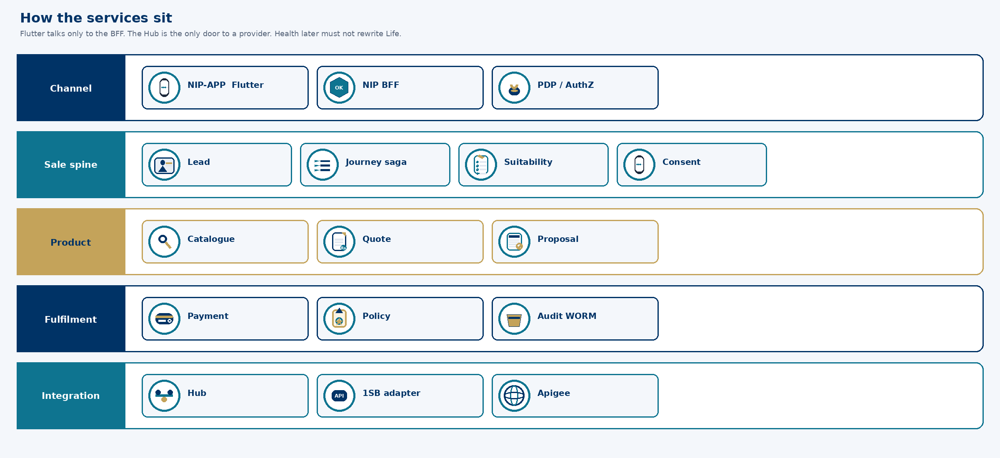 How the services sit
Flutter talks only to the BFF. The Hub is the only door to a provider. Health later must not rewrite Life.
Channel
NIP-APP  Flutter
OK
NIP BFF
PDP / AuthZ
Sale spine
Lead
Journey saga
Suitability
Consent
Product
Catalogue
Rs
Quote
Proposal
Fulfilment
Payment
Policy
Audit WORM
Integration
Hub
API
1SB adapter
Apigee